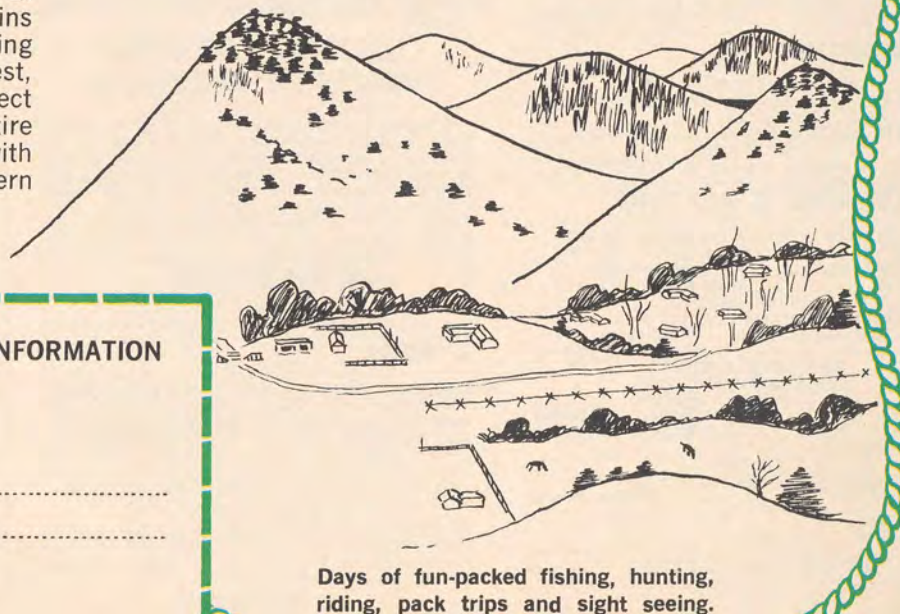 ins
ing
est,
ect
ire
ith
ern
NFORMATION
Days of fun-packed fishing, hunting,
riding, pack trips and sight seeing.